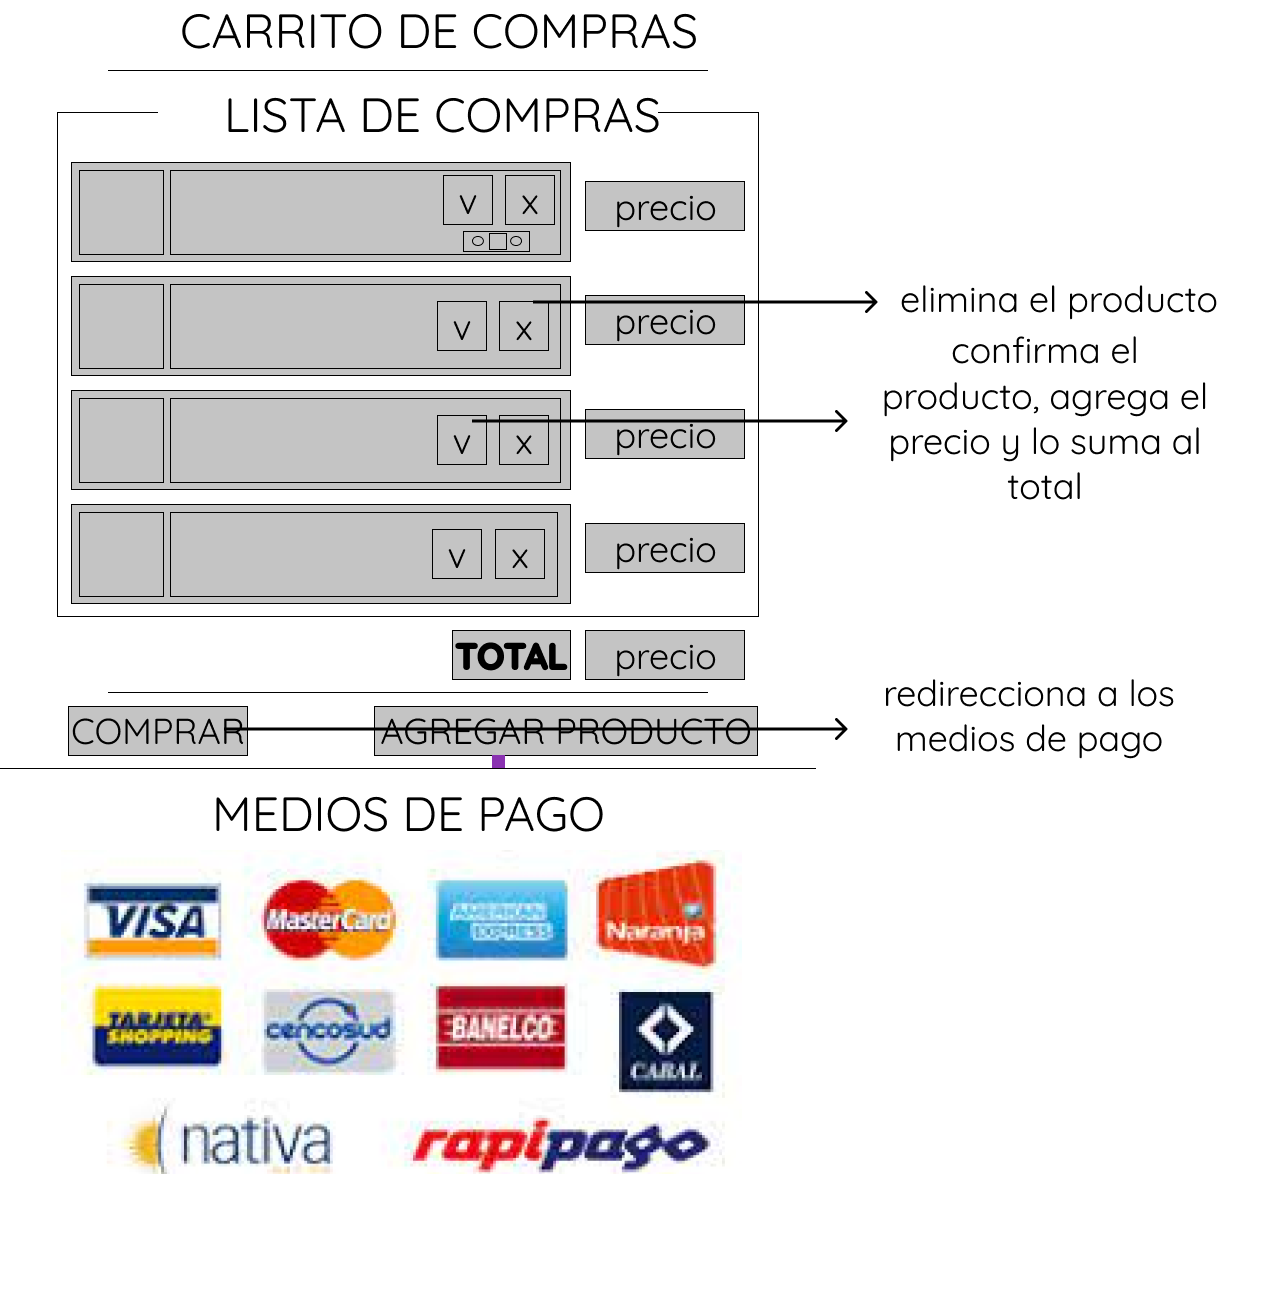 CARRITO DE COMPRAS
LISTA DE COMPRAS
v x precio
v x precio
elimina el producto
confirma el
producto, agrega el
precio y lo suma al
total
v x precio
v x precio
TOTAL precio
redirecciona a los
medios de pago
COMPRAR AGREGAR PRODUCTO
MEDIOS DE PAGO
VISA MasterCard AMERICAN EXPRESS Naranja
TARJETA SHOPPING cencosud BANELCO CABAL
nativa rapipago